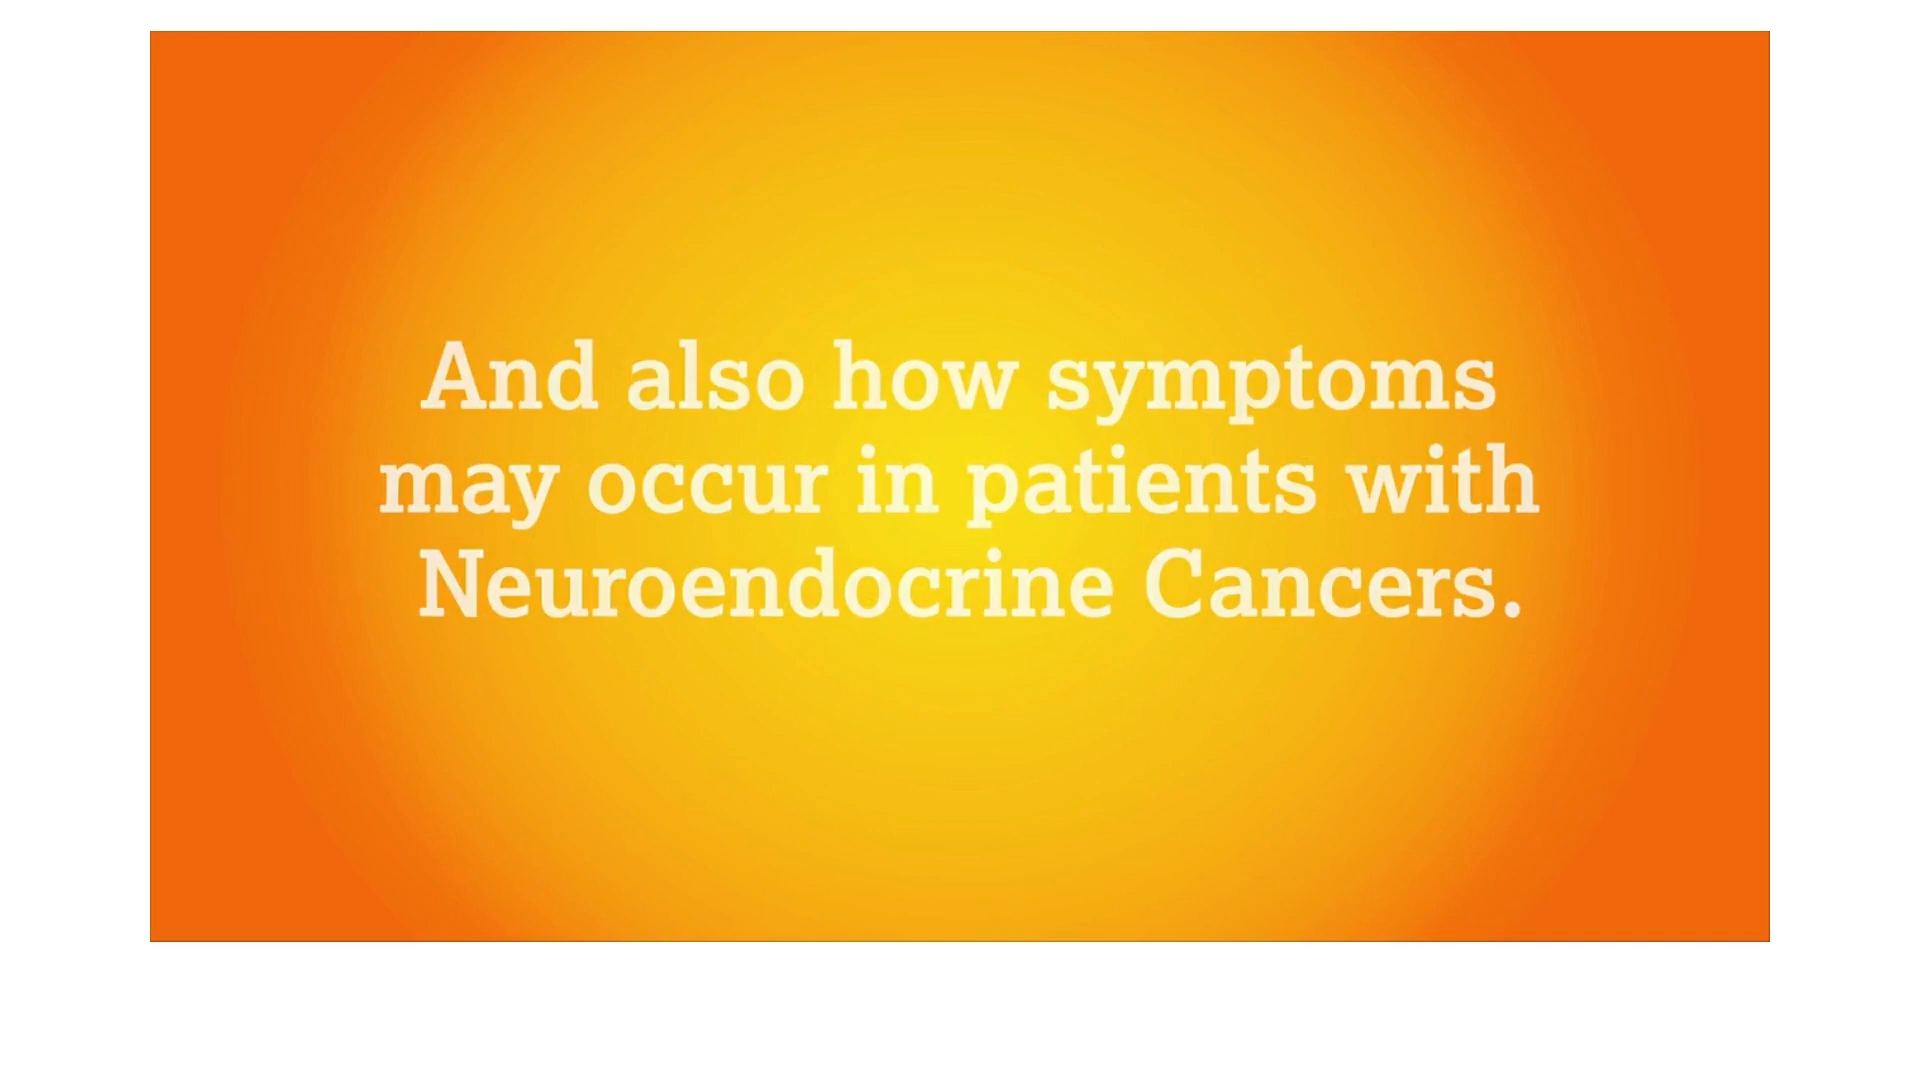 And also how symptoms
may occur in patients with
Neuroendocrine Cancers.